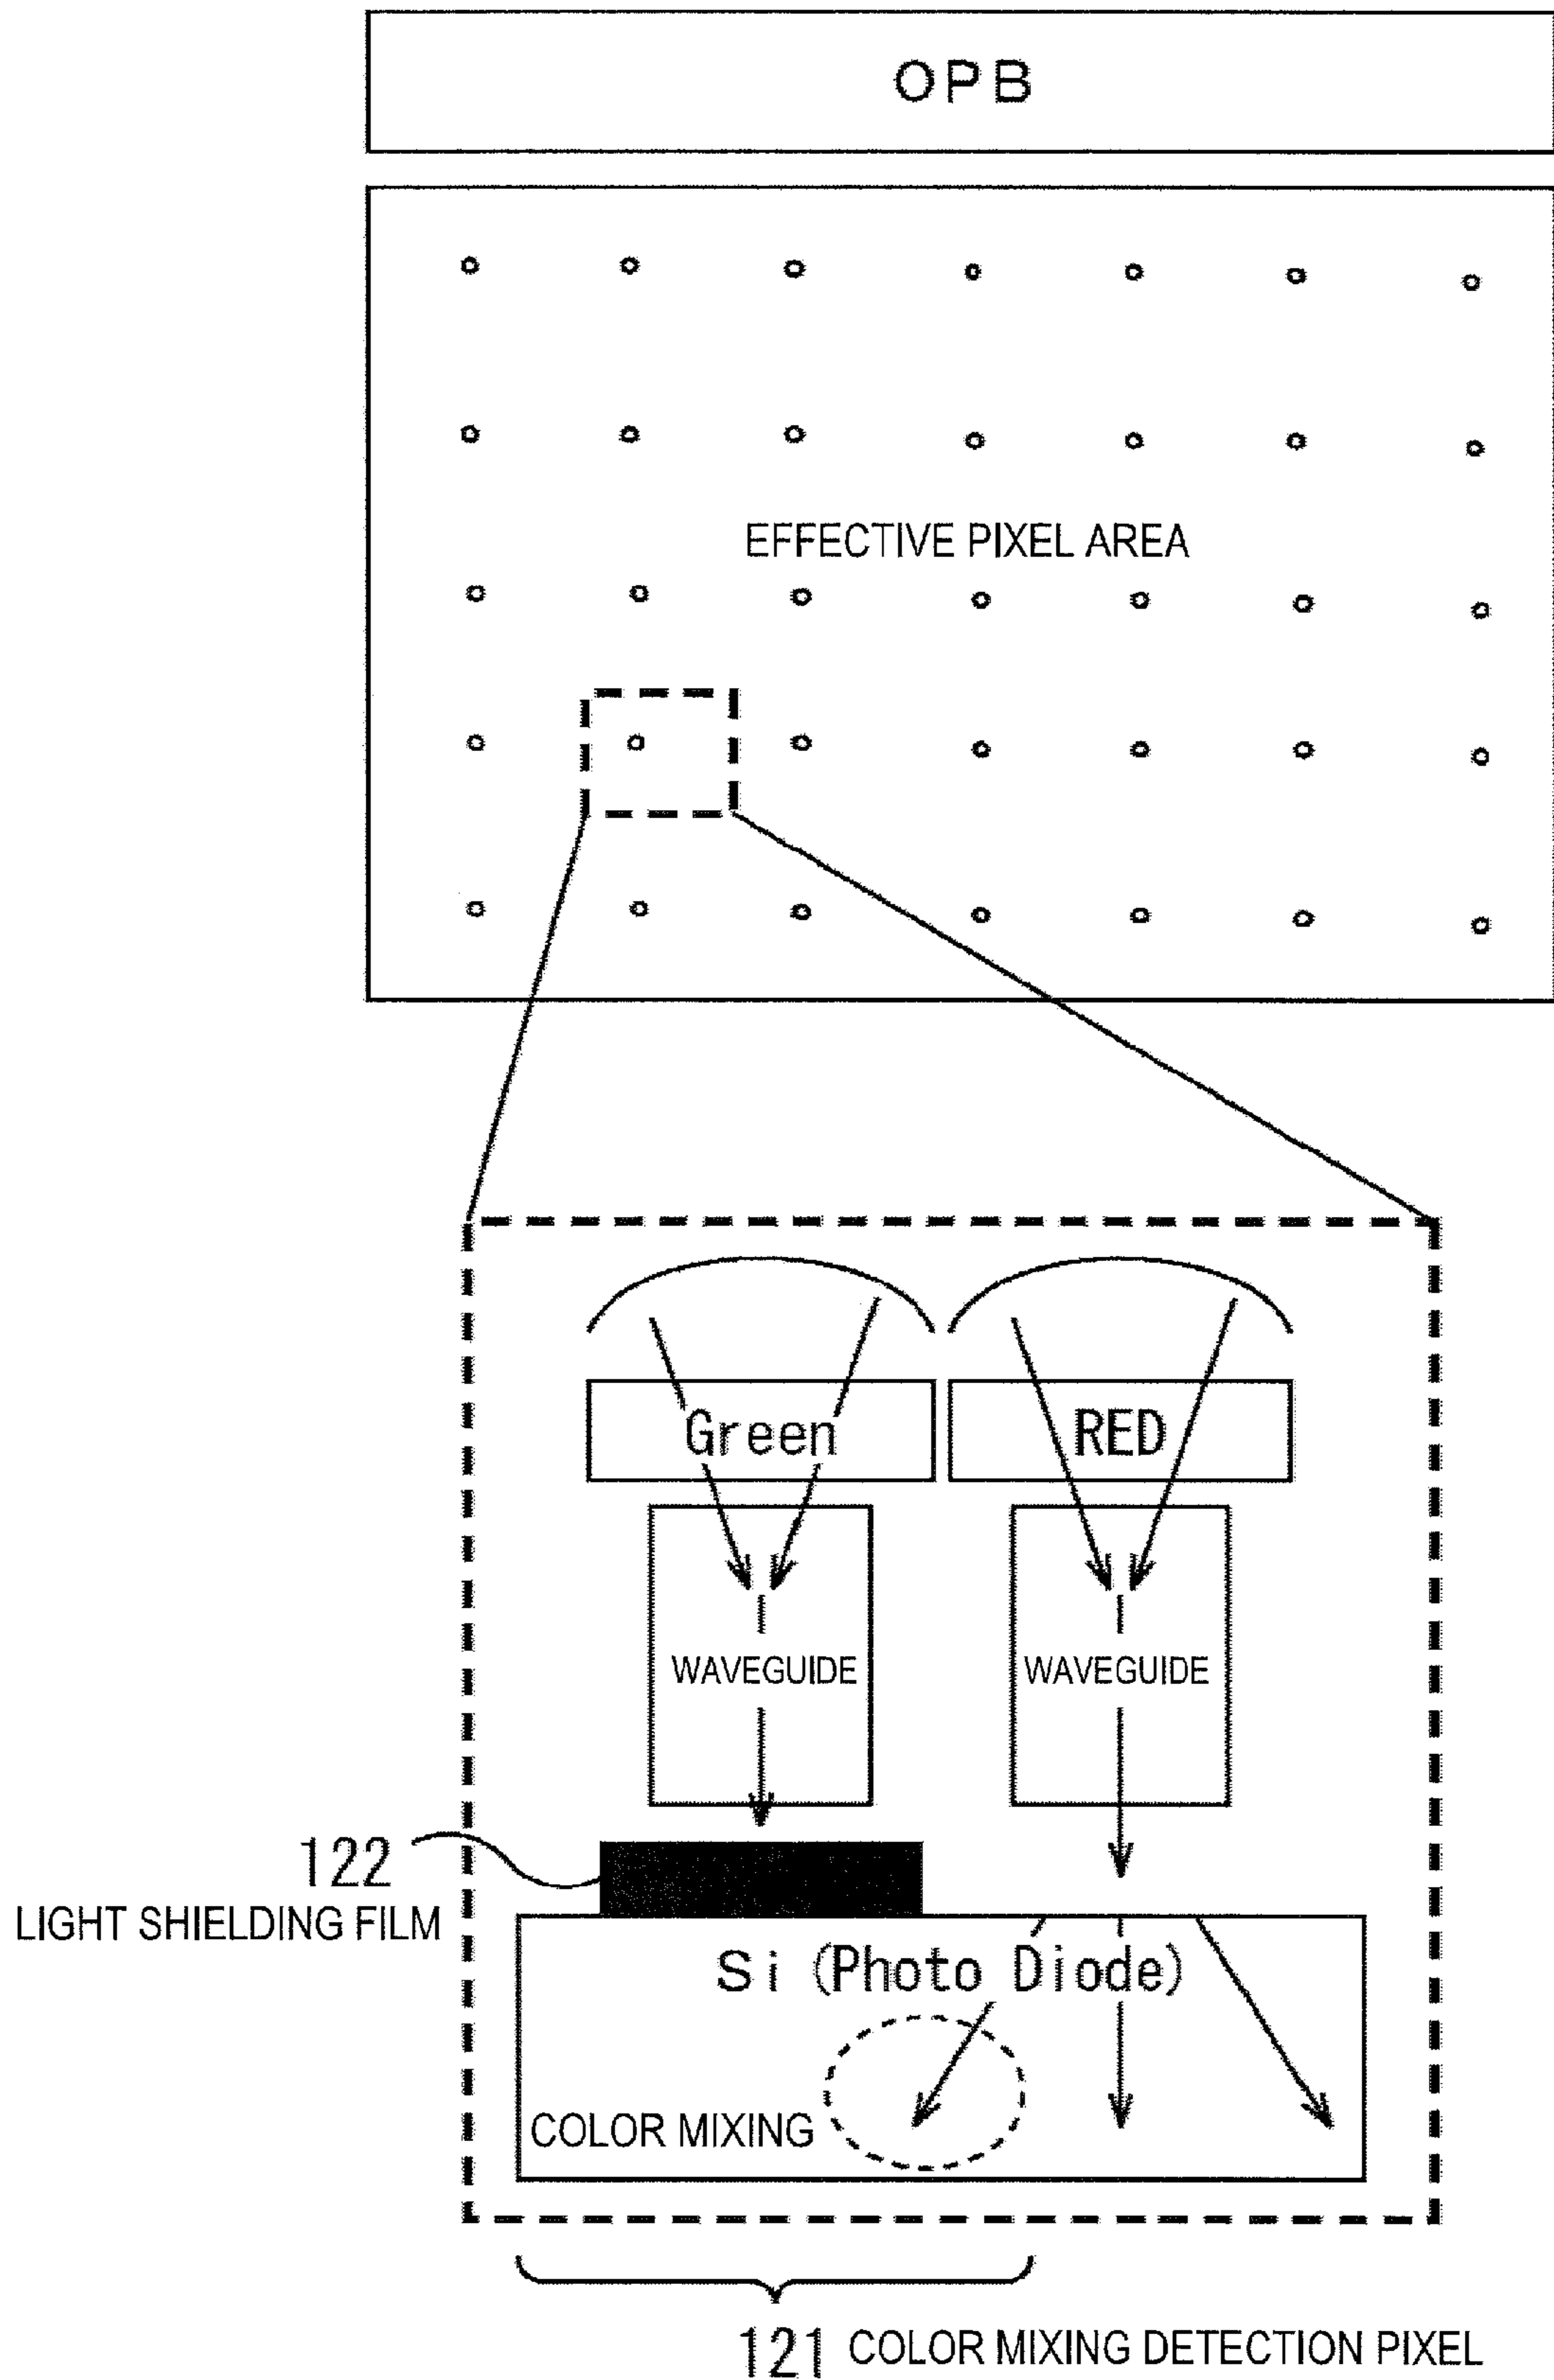 OPB
EFFECTIVE PIXEL AREA
Green RED
WAVEGUIDE WAVEGUIDE
122
LIGHT SHIELDING FILM
Si (Photo Diode)
COLOR MIXING
121 COLOR MIXING DETECTION PIXEL